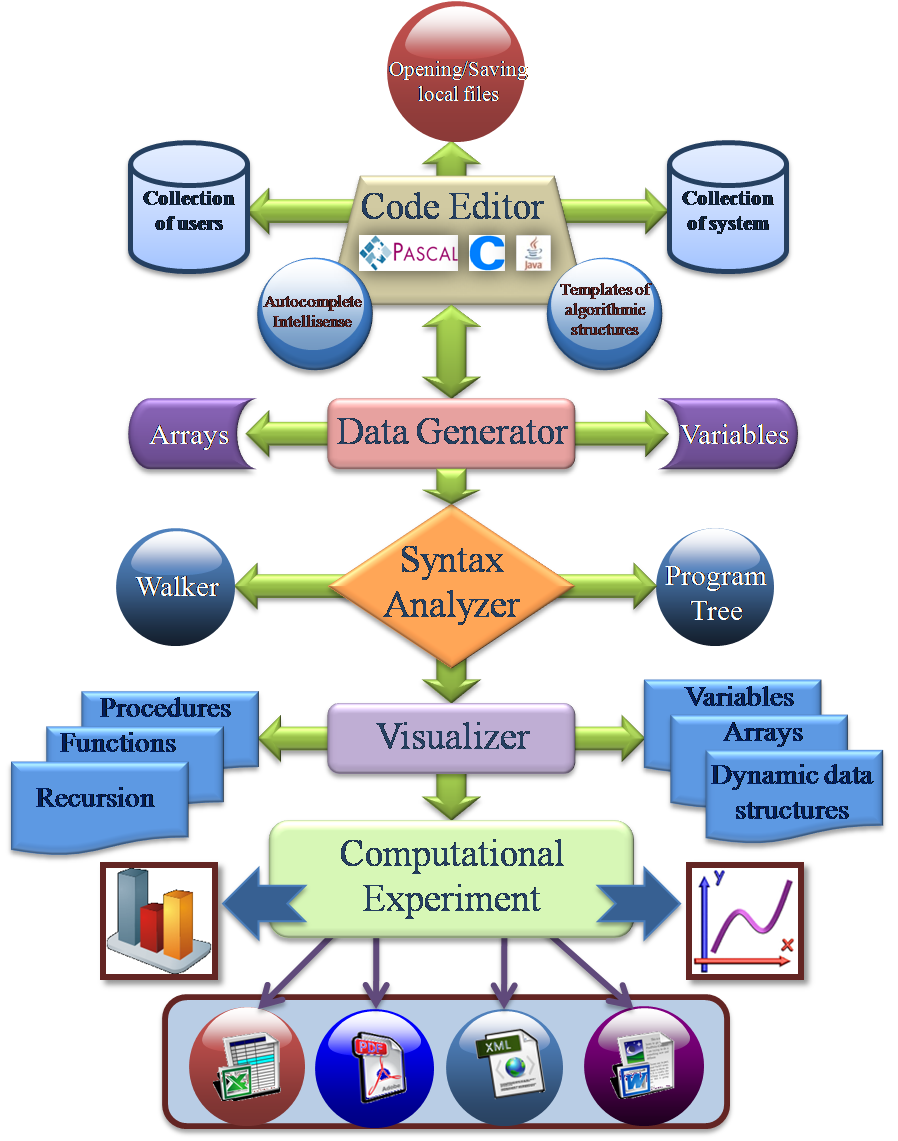 Opening/Saving
local files
Collection
of users
Code Editor
Collection
of system
PASCAL
C
Java
Autocomplete
Intellisense
Templates of
algorithmic
structures
Arrays
Data Generator
Variables
Walker
Syntax
Analyzer
Program
Tree
Procedures
Functions
Recursion
Visualizer
Variables
Arrays
Dynamic data
structures
Computational
Experiment
y
x
X
PDF
Adobe
XML
W